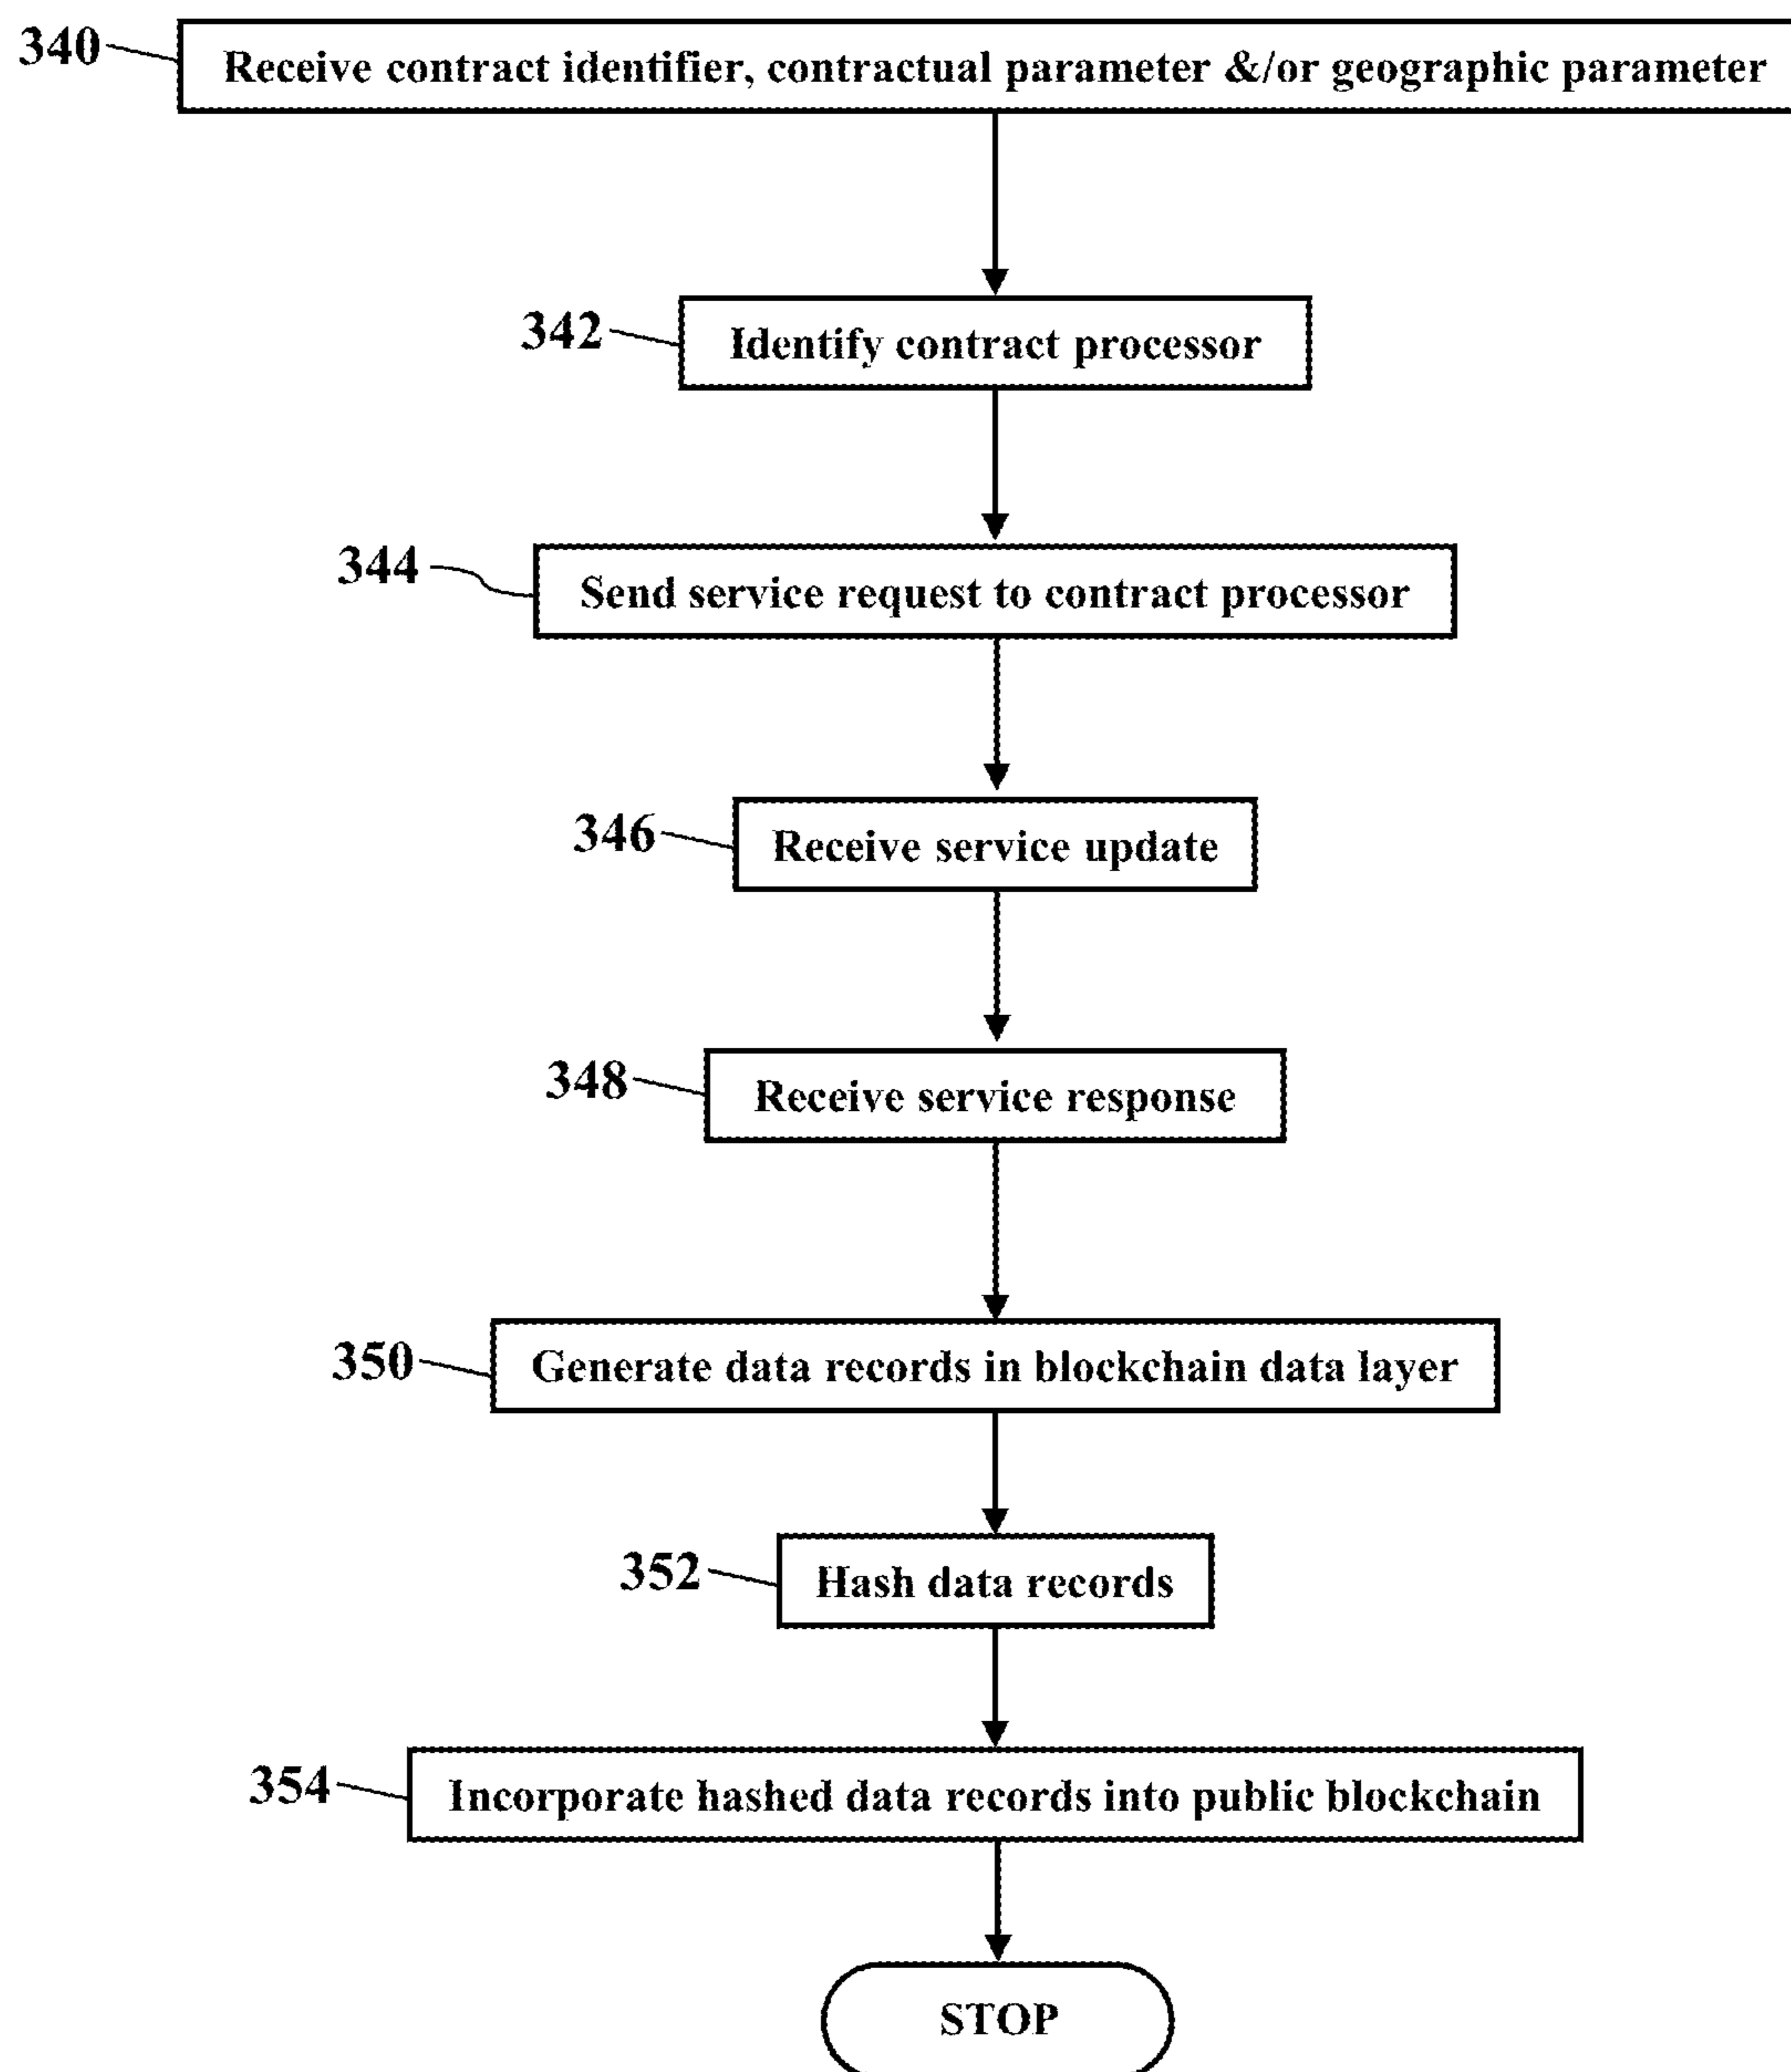 340
Receive contract identifier, contractual parameter &/or geographic parameter
342
Identify contract processor
344
Send service request to contract processor
346
Receive service update
348
Receive service response
350
Generate data records in blockchain data layer
352
Hash data records
354
Incorporate hashed data records into public blockchain
STOP